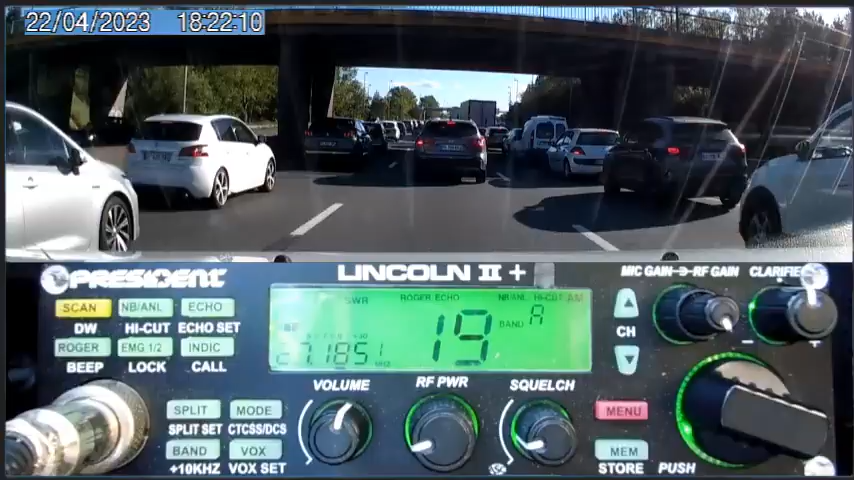 22/04/2023 18:22:10
PRESIDENT LINCOLN II + MIC GAIN RF GAIN CLARIFIER
SCAN NB/ANL ECHO
DW HI-CUT ECHO SET
ROGER EMG 1/2 INDIC
BEEP LOCK CALL
SWR ROGER ECHO NB/ANL HI-CUT AM
19 BAND A
27.1851 MHz
CH
VOLUME RF PWR SQUELCH
SPLIT MODE
SPLIT SET CTCSS/DCS
BAND VOX
+10KHZ VOX SET
MENU
MEM
STORE PUSH
- +